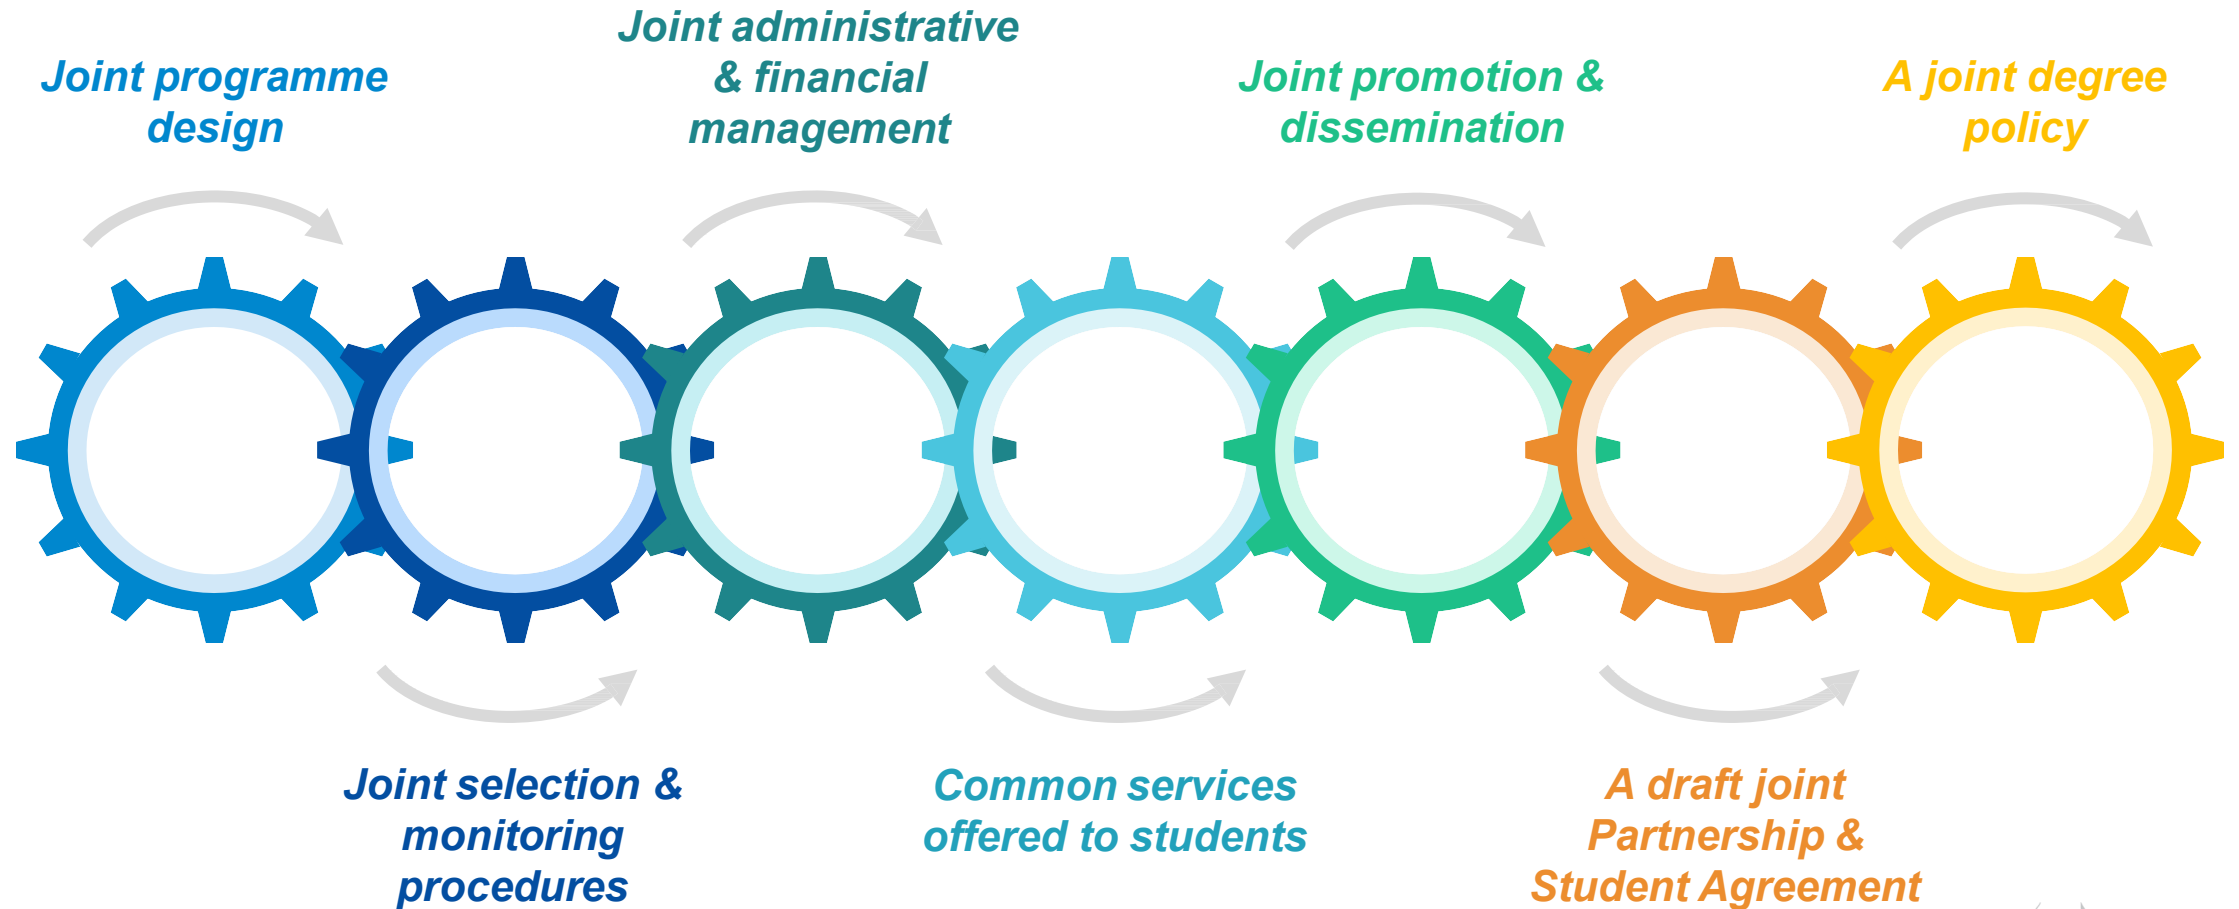 Joint programme
design
Joint selection &
monitoring
procedures
Joint administrative
& financial
management
Common services
offered to students
Joint promotion &
dissemination
A draft joint
Partnership &
Student Agreement
A joint degree
policy